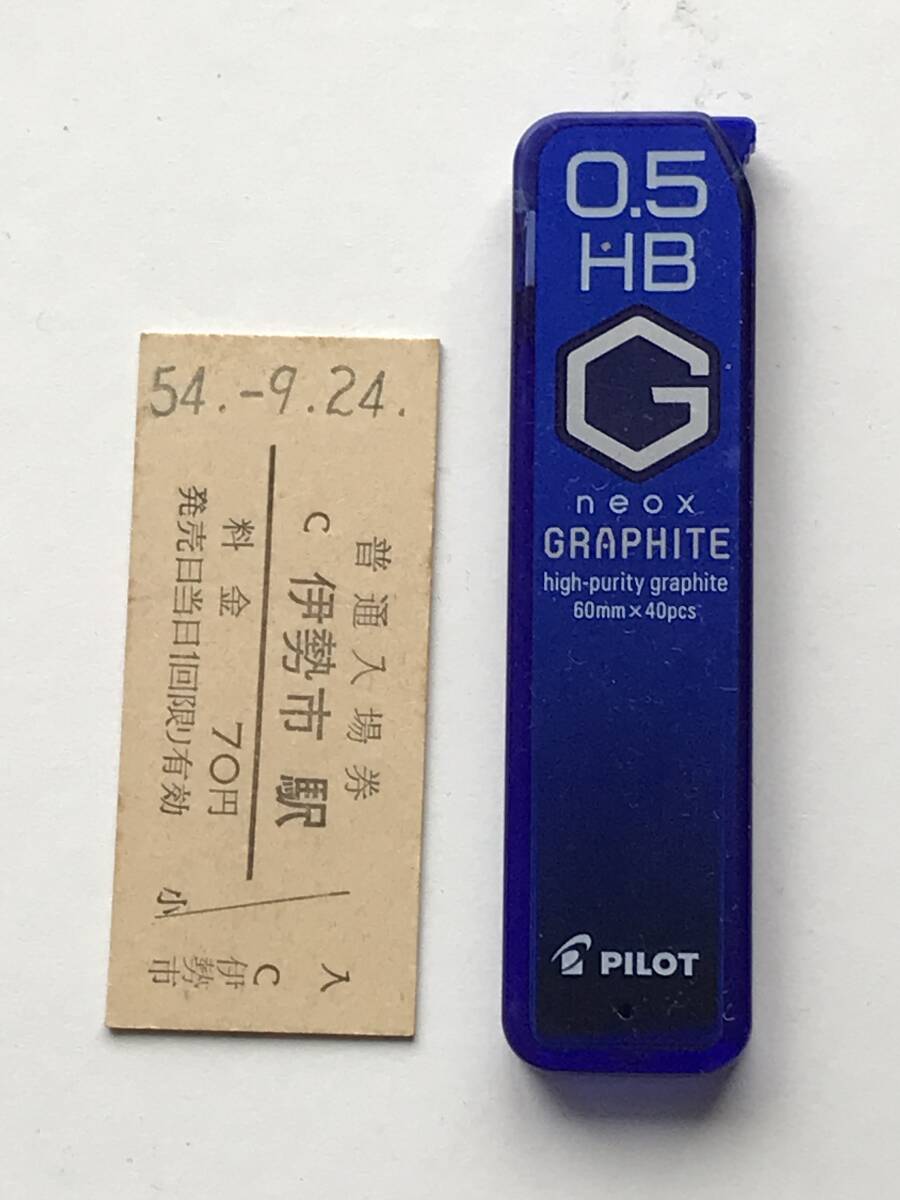 54.-9.24.
普通入場券
C 伊勢市駅
料金 70円
発売日当日1回限り有効
小
入
C
伊勢市
0.5
HB
G
neox
GRAPHITE
high-purity graphite
60mm×40pcs
PILOT